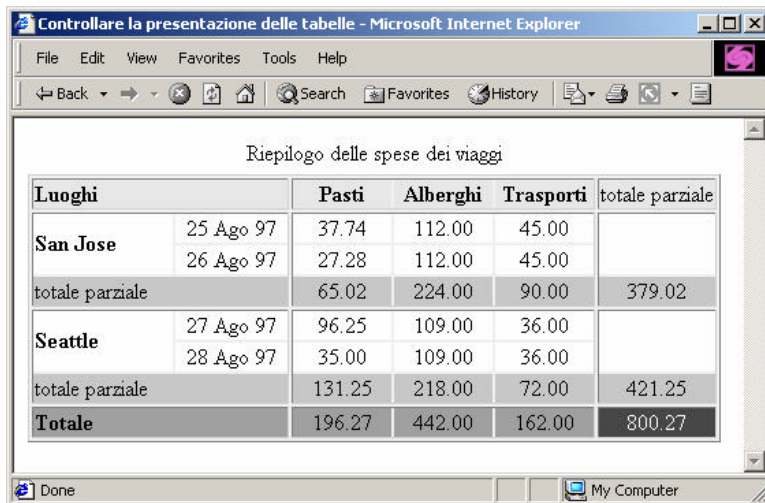 Controllare la presentazione delle tabelle - Microsoft Internet Explorer
File Edit View Favorites Tools Help
Back Search Favorites History
Riepilogo delle spese dei viaggi
Luoghi Pasti Alberghi Trasporti totale parziale
San Jose 25 Ago 97 37.74 112.00 45.00
26 Ago 97 27.28 112.00 45.00
totale parziale 65.02 224.00 90.00 379.02
Seattle 27 Ago 97 96.25 109.00 36.00
28 Ago 97 35.00 109.00 36.00
totale parziale 131.25 218.00 72.00 421.25
Totale 196.27 442.00 162.00 800.27
Done My Computer